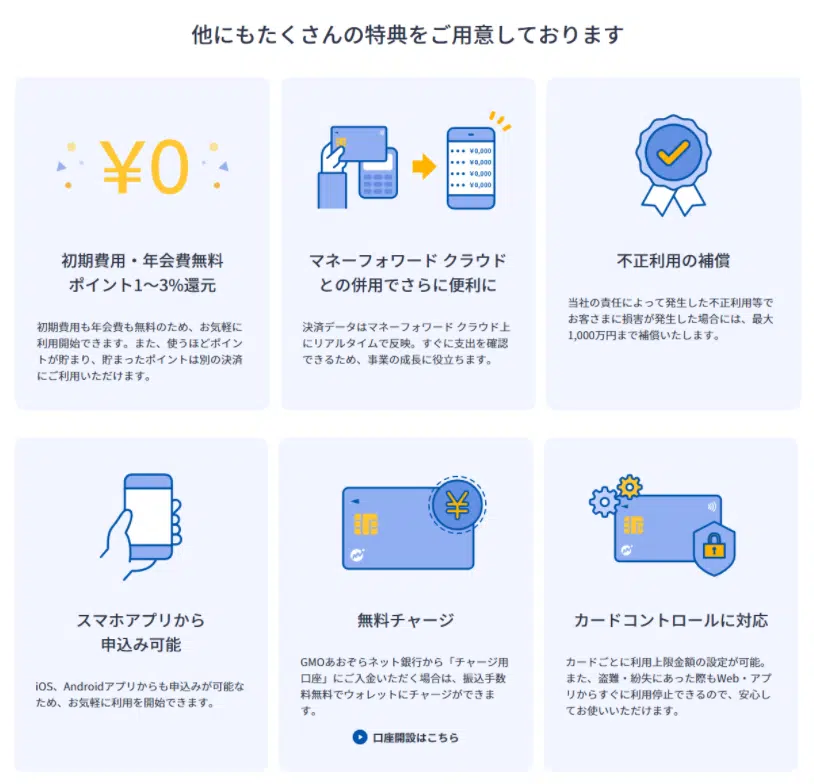 他にもたくさんの特典をご用意しております
¥0
初期費用・年会費無料
ポイント1〜3%還元
初期費用も年会費も無料のため、お気軽に
利用開始できます。また、使うほどポイン
トが貯まり、貯まったポイントは別の決済
にご利用いただけます。
¥0,000
¥0,000
¥0,000
¥0,000
マネーフォワード クラウド
との併用でさらに便利に
決済データはマネーフォワード クラウド上
にリアルタイムで反映。すぐに支出を確認
できるため、事業の成長に役立ちます。
不正利用の補償
当社の責任によって発生した不正利用等で
お客さまに損害が発生した場合には、最大
1,000万円まで補償いたします。
スマホアプリから
申込み可能
iOS、Androidアプリからも申込みが可能な
ため、お気軽に利用を開始できます。
¥
無料チャージ
GMOあおぞらネット銀行から「チャージ用
口座」にご入金いただく場合は、振込手数
料無料でウォレットにチャージができま
す。
口座開設はこちら
カードコントロールに対応
カードごとに利用上限金額の設定が可能。
また、盗難・紛失にあった際もWeb・アプ
リからすぐに利用停止できるので、安心し
てお使いいただけます。